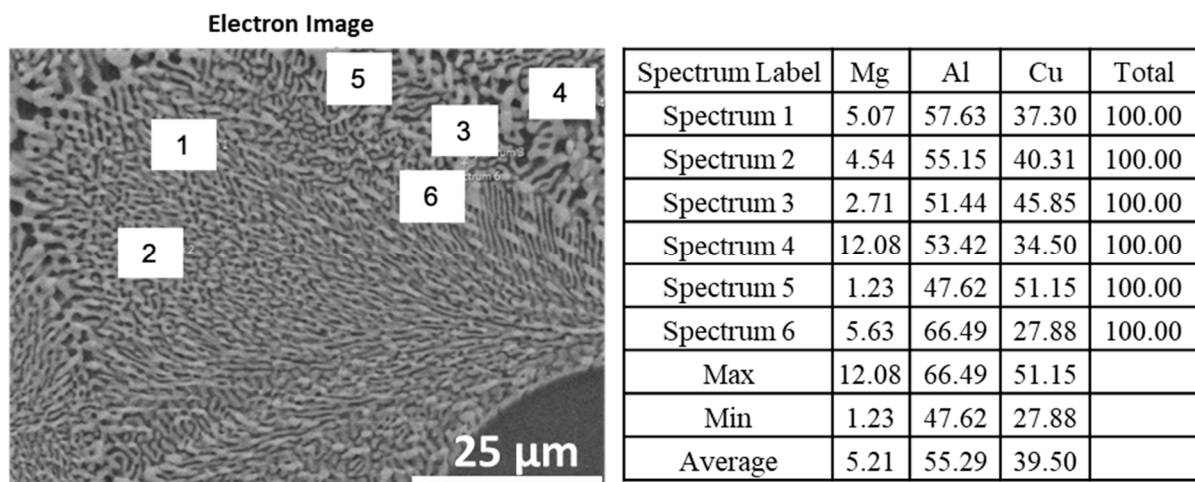 Electron Image
5
4
1
3
um 3
ctrum 6
6
2
2
25 µm
Spectrum Label Mg Al Cu Total
Spectrum 1 5.07 57.63 37.30 100.00
Spectrum 2 4.54 55.15 40.31 100.00
Spectrum 3 2.71 51.44 45.85 100.00
Spectrum 4 12.08 53.42 34.50 100.00
Spectrum 5 1.23 47.62 51.15 100.00
Spectrum 6 5.63 66.49 27.88 100.00
Max 12.08 66.49 51.15
Min 1.23 47.62 27.88
Average 5.21 55.29 39.50